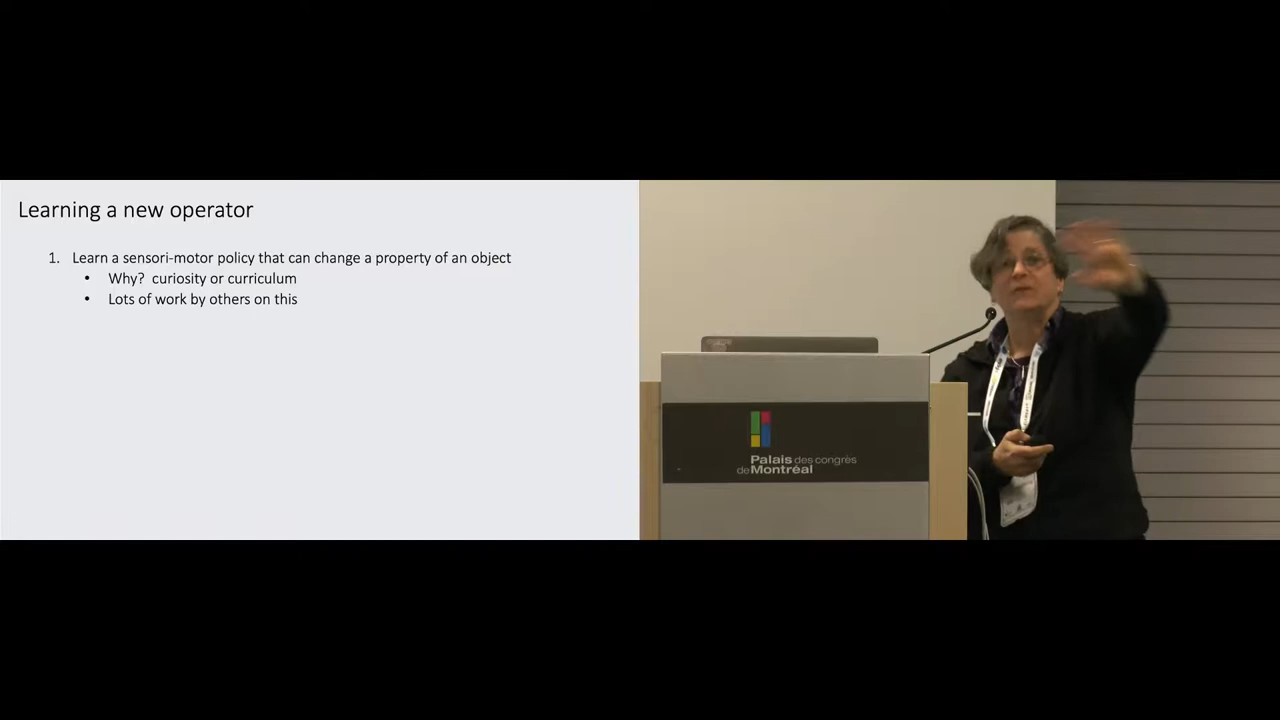 Learning a new operator
1. Learn a sensori-motor policy that can change a property of an object
• Why? curiosity or curriculum
• Lots of work by others on this
Palais des congrès
de Montréal